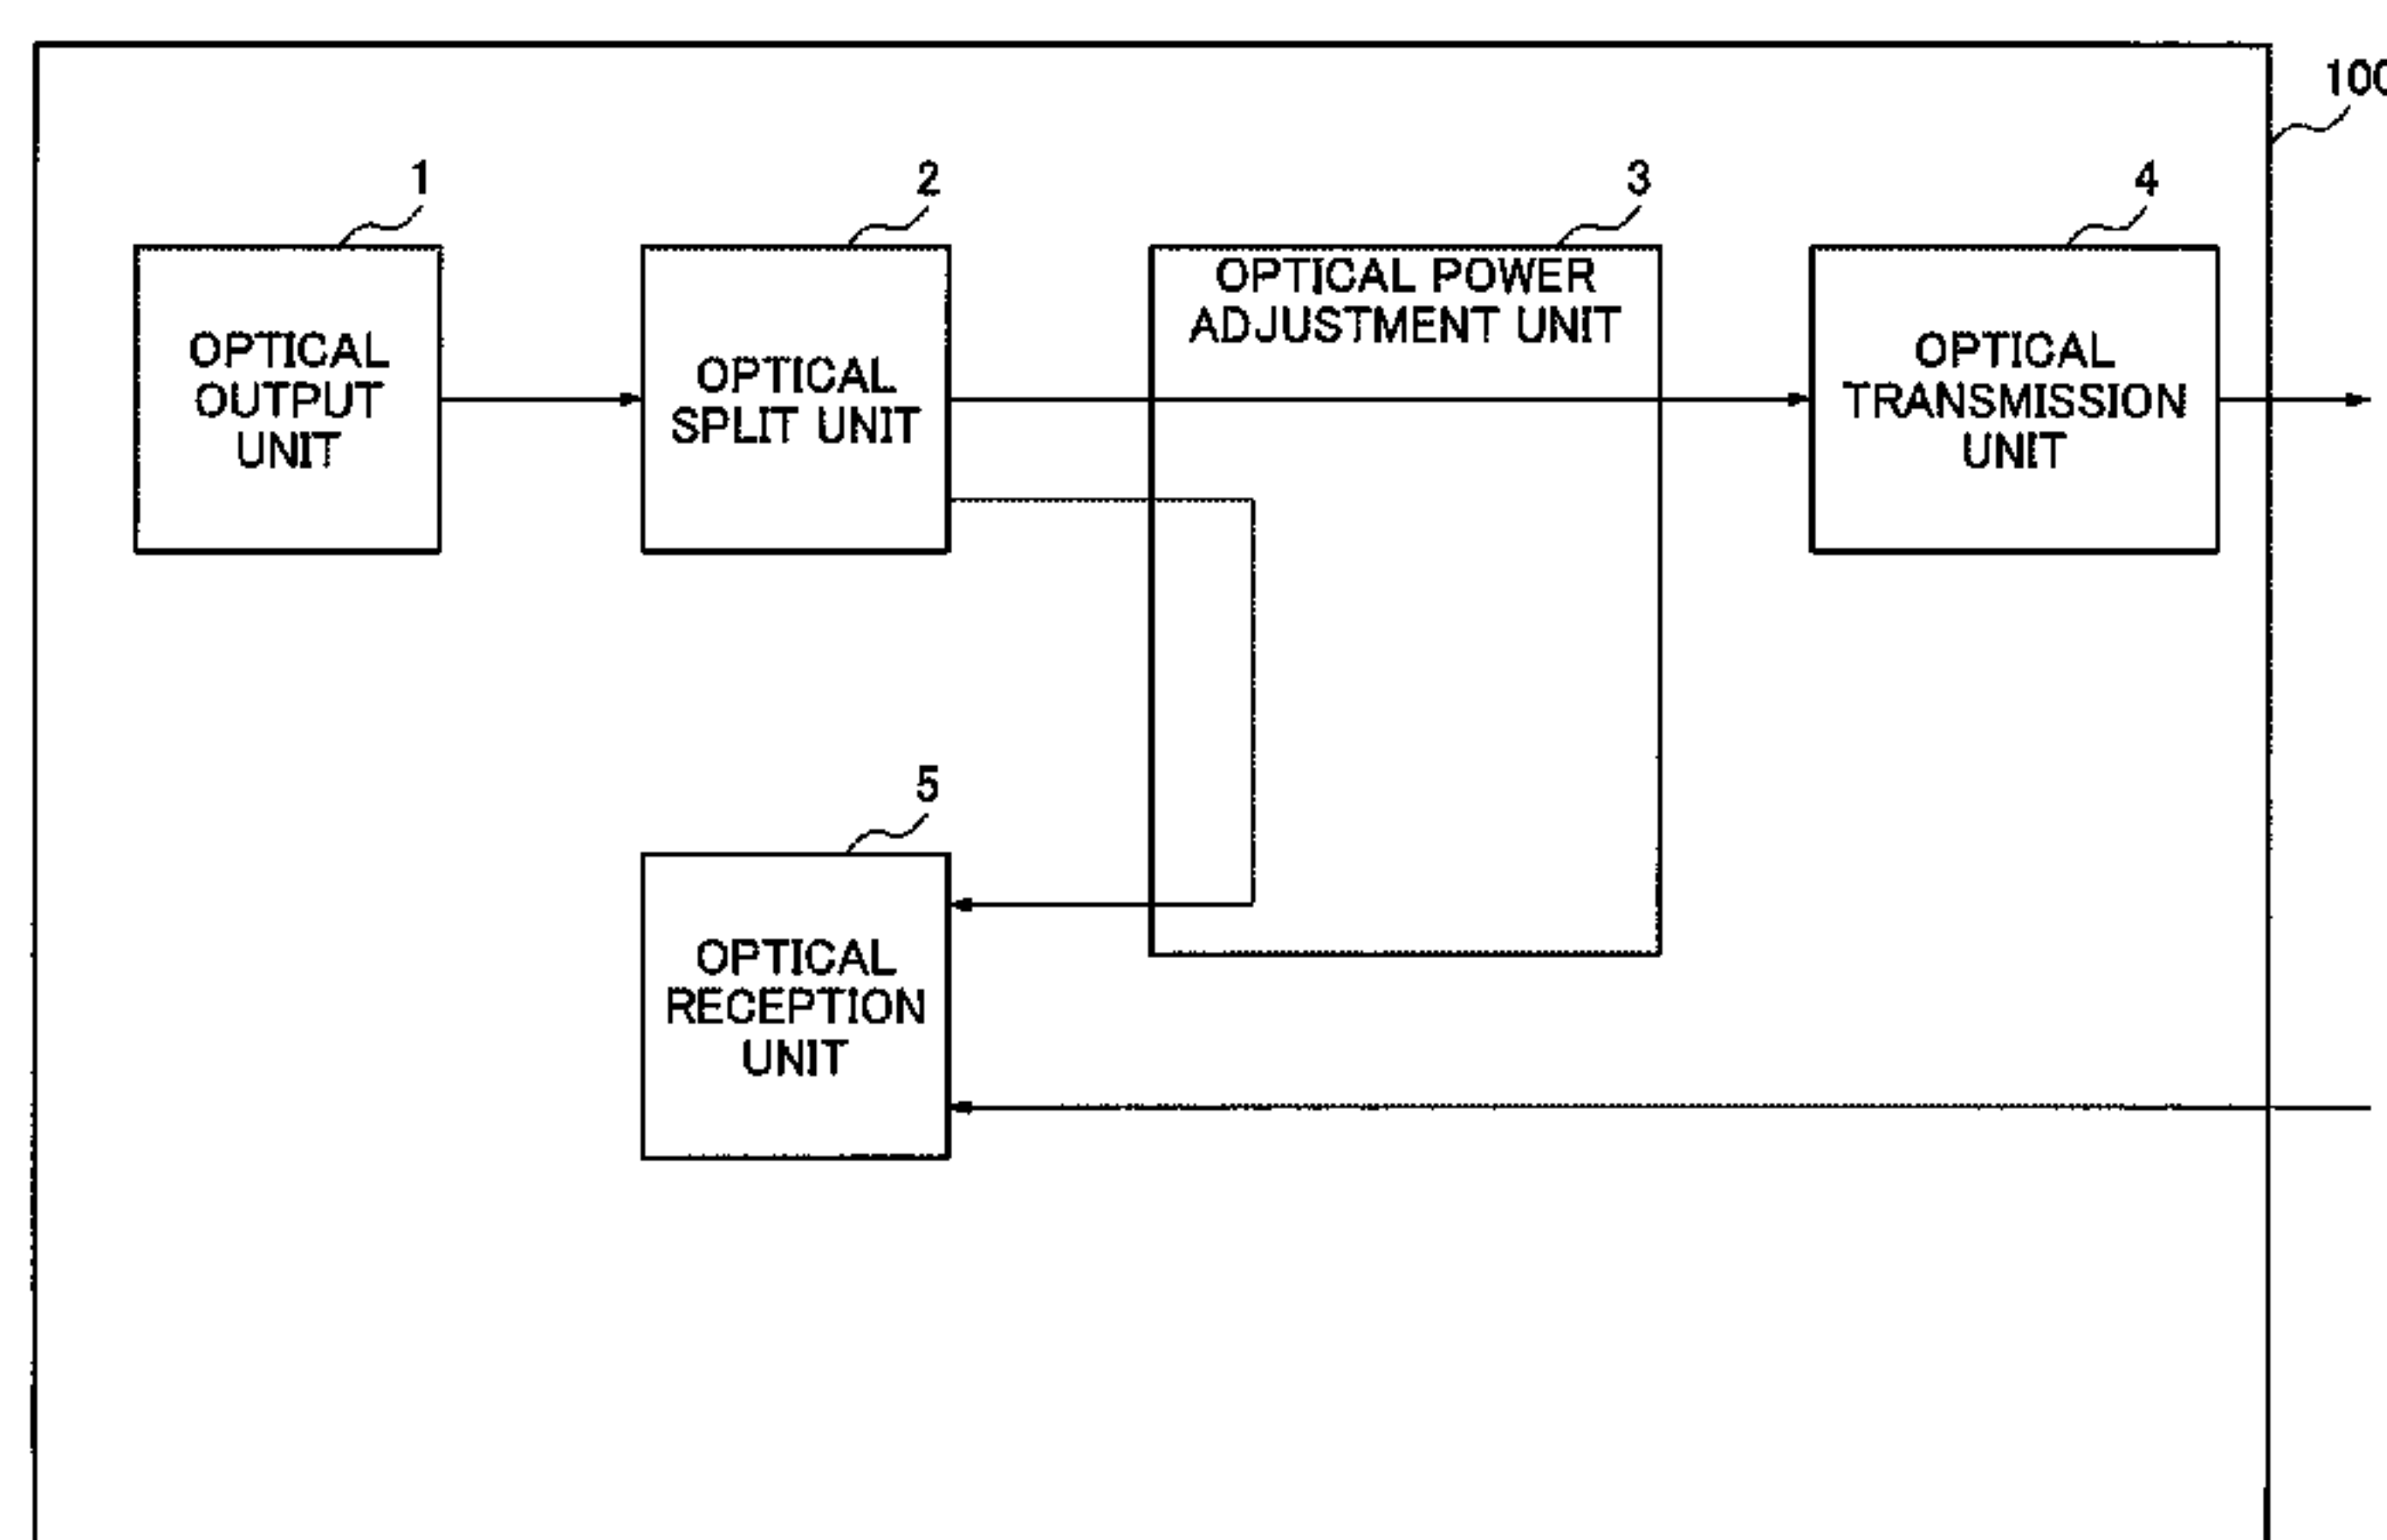 100
1
2
3
4
OPTICAL
OUTPUT
UNIT
OPTICAL
SPLIT UNIT
OPTICAL POWER
ADJUSTMENT UNIT
OPTICAL
TRANSMISSION
UNIT
5
OPTICAL
RECEPTION
UNIT